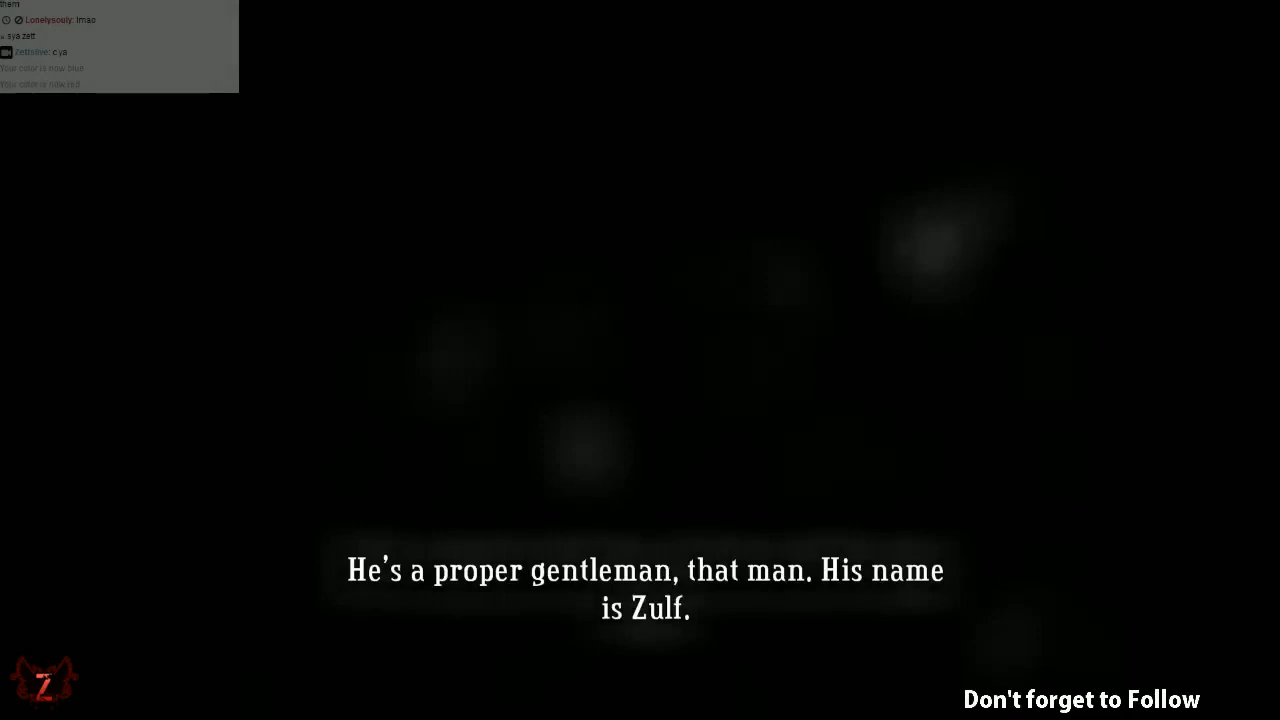 them
Lonelysouly: lmao
sya zett
Zettslive: c ya
Your color is now blue
Your color is now red
He's a proper gentleman, that man. His name
is Zulf.
Z
Don't forget to Follow